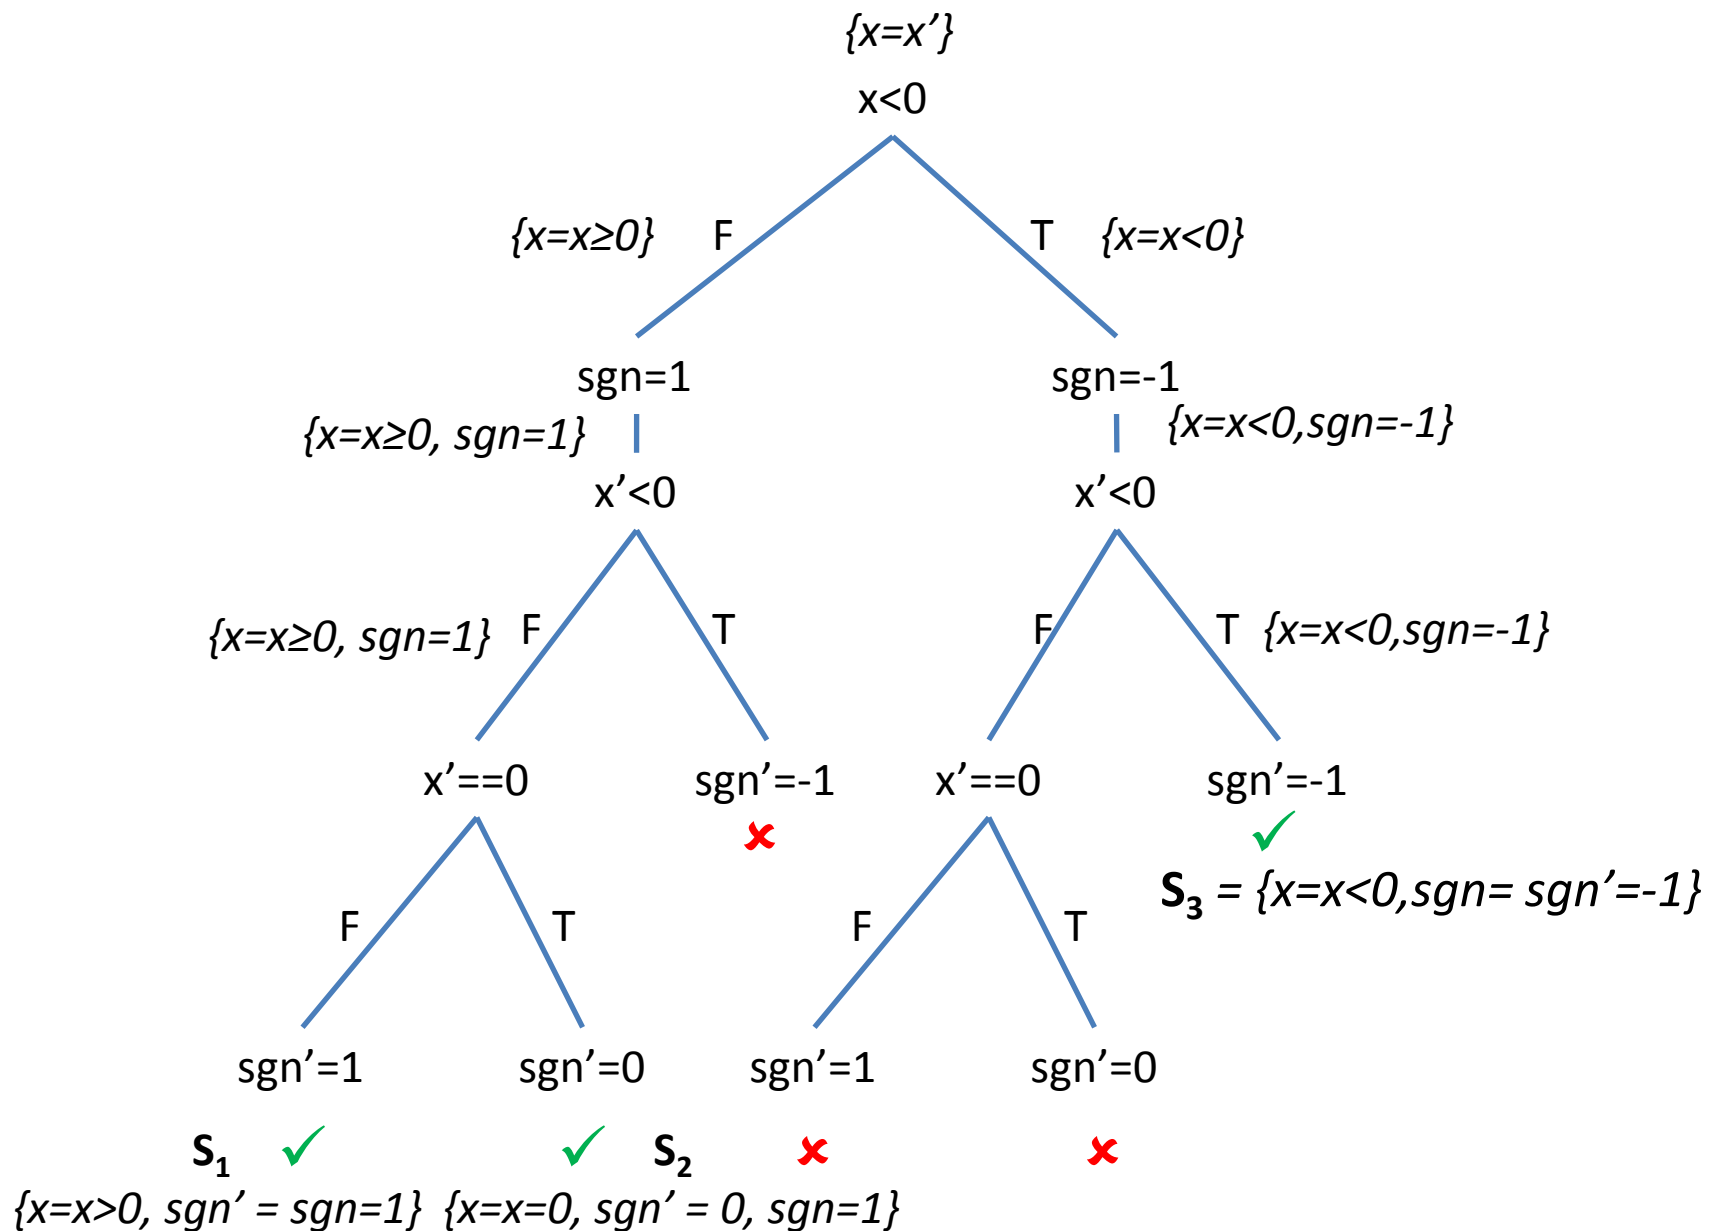 {x=x’}
x<0
{x=x≥0} F T {x=x<0}
sgn=1 sgn=-1
{x=x≥0, sgn=1} {x=x<0,sgn=-1}
x’<0 x’<0
{x=x≥0, sgn=1} F T F T {x=x<0,sgn=-1}
x’==0 sgn’=-1 x’==0 sgn’=-1
✘ ✓
S₃ = {x=x<0,sgn= sgn’=-1}
F T F T
sgn’=1 sgn’=0 sgn’=1 sgn’=0
S₁ ✓ ✓ S₂ ✘ ✘
{x=x>0, sgn’ = sgn=1} {x=x=0, sgn’ = 0, sgn=1}